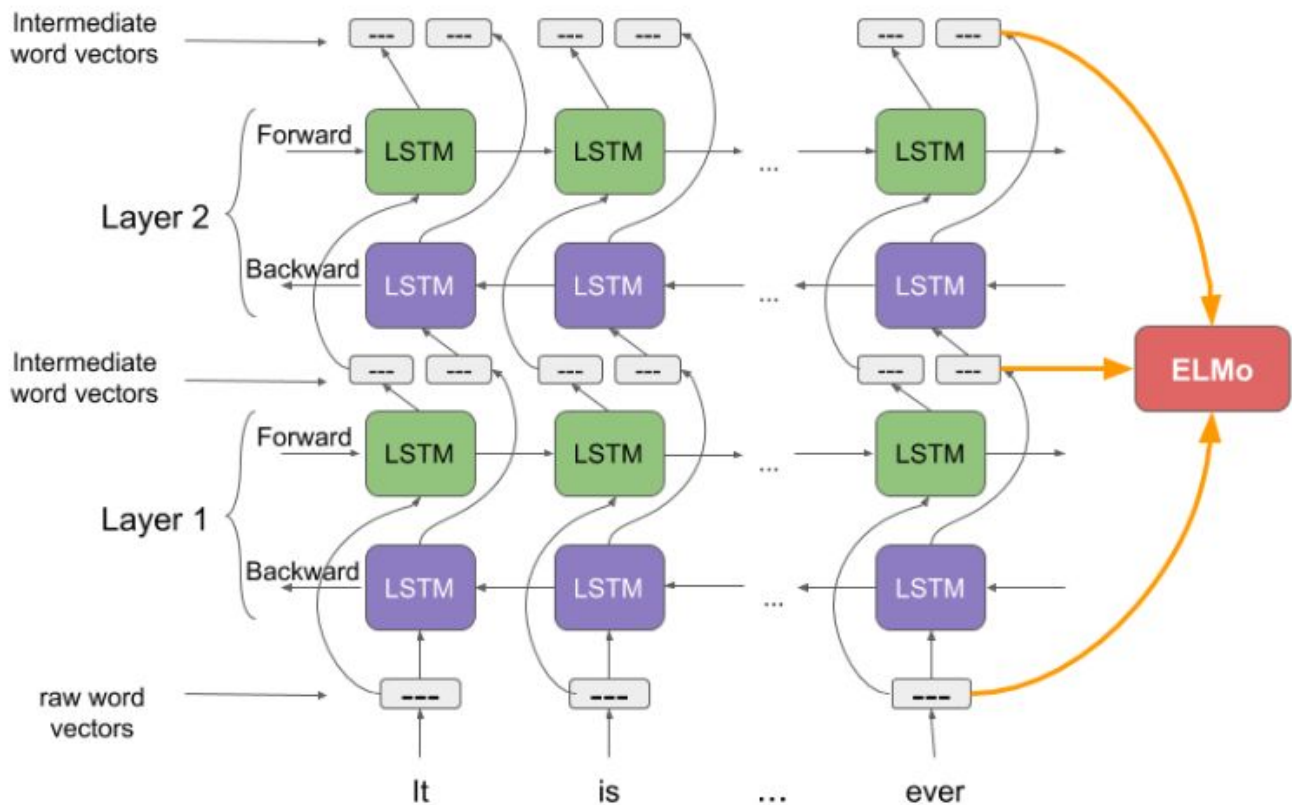 Intermediate
word vectors
--- --- --- --- --- ---
Forward
LSTM LSTM LSTM
...
Layer 2
Backward
LSTM LSTM LSTM
...
Intermediate
word vectors
--- --- --- --- --- ---
ELMo
Forward
LSTM LSTM LSTM
...
Layer 1
Backward
LSTM LSTM LSTM
...
raw word
vectors
--- --- ---
It is ... ever